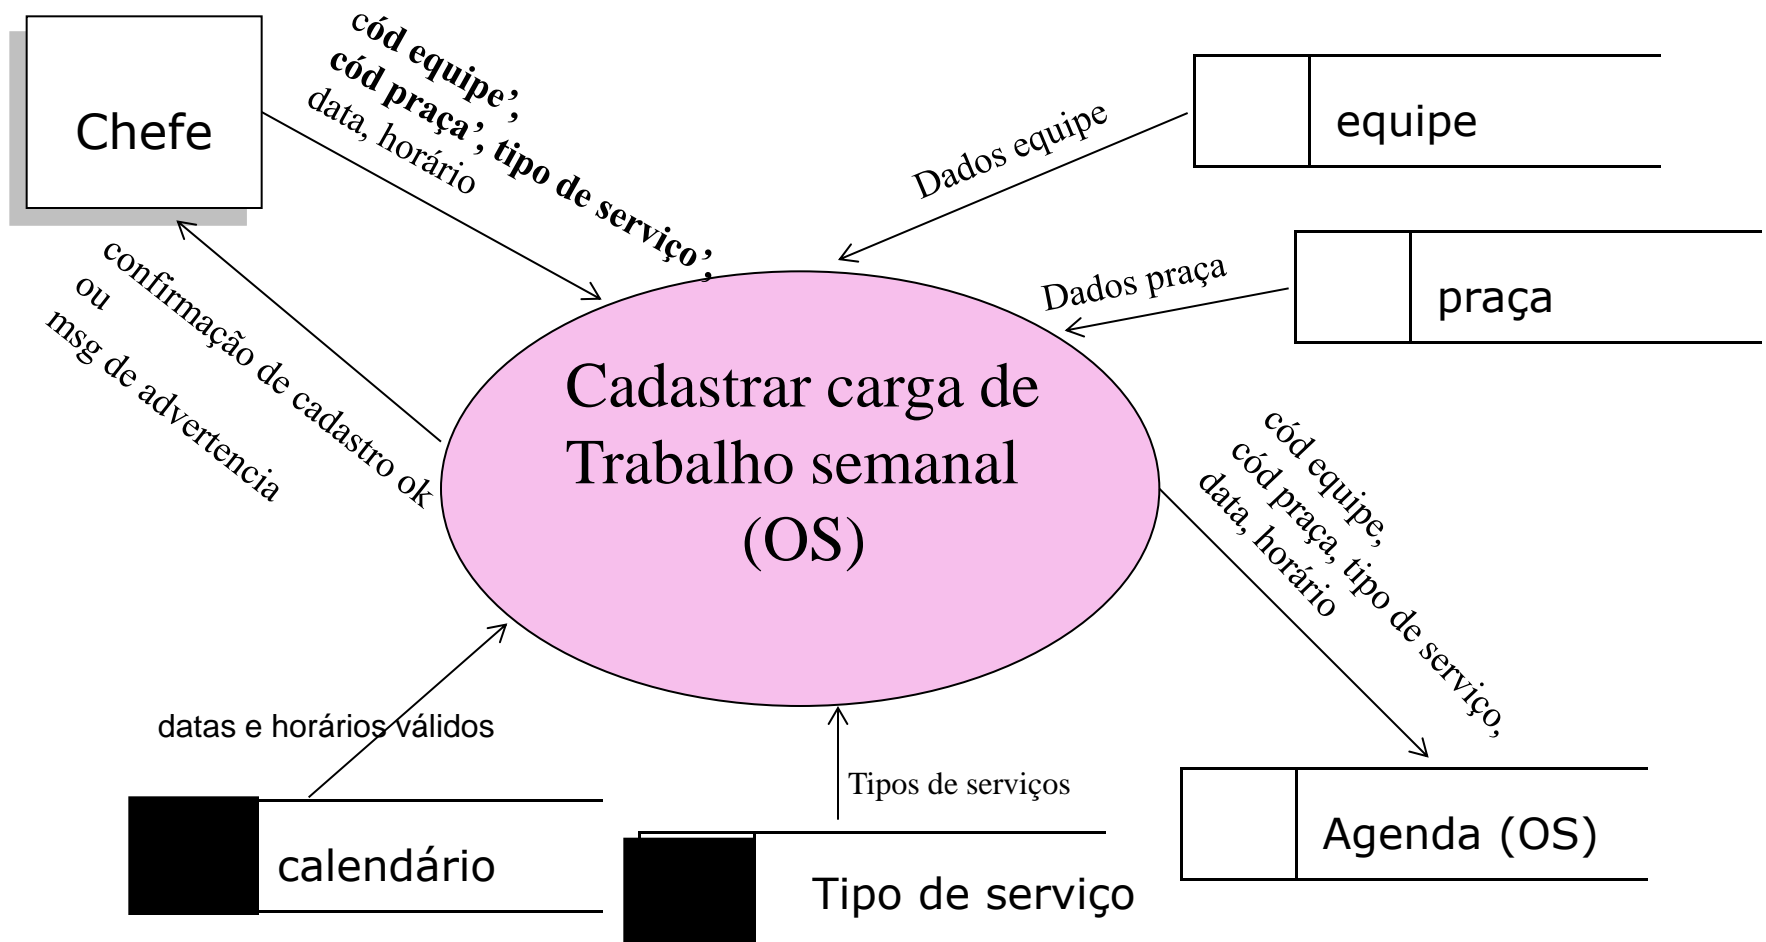 Chefe
cód equipe’,
cód praça’, tipo de serviço’,
data, horário
confirmação de cadastro ok
ou
msg de advertencia
Dados equipe
equipe
Dados praça
praça
Cadastrar carga de
Trabalho semanal
(OS)
cód equipe,
cód praça, tipo de serviço,
data, horário
datas e horários válidos
calendário
Tipos de serviços
Tipo de serviço
Agenda (OS)